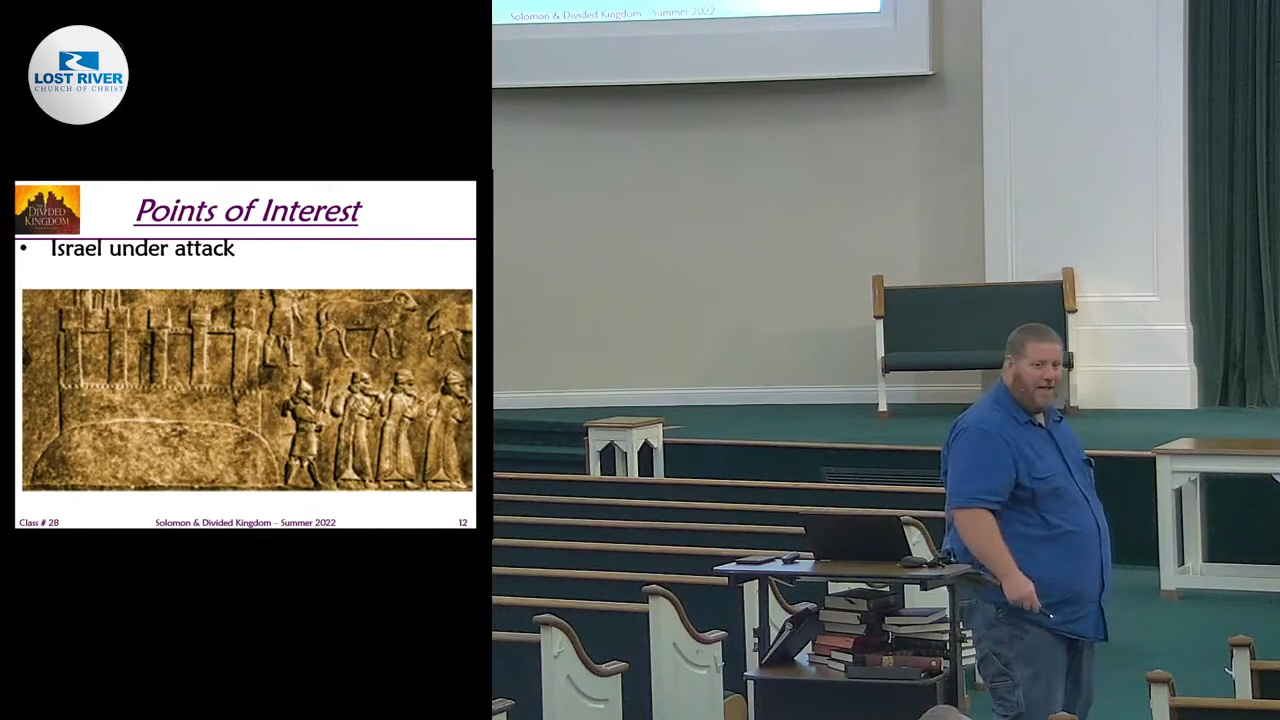 LOST RIVER
CHURCH OF CHRIST
Solomon & Divided Kingdom – Summer 2022
DIVIDED
KINGDOM
Points of Interest
• Israel under attack
Class # 28
Solomon & Divided Kingdom – Summer 2022
12